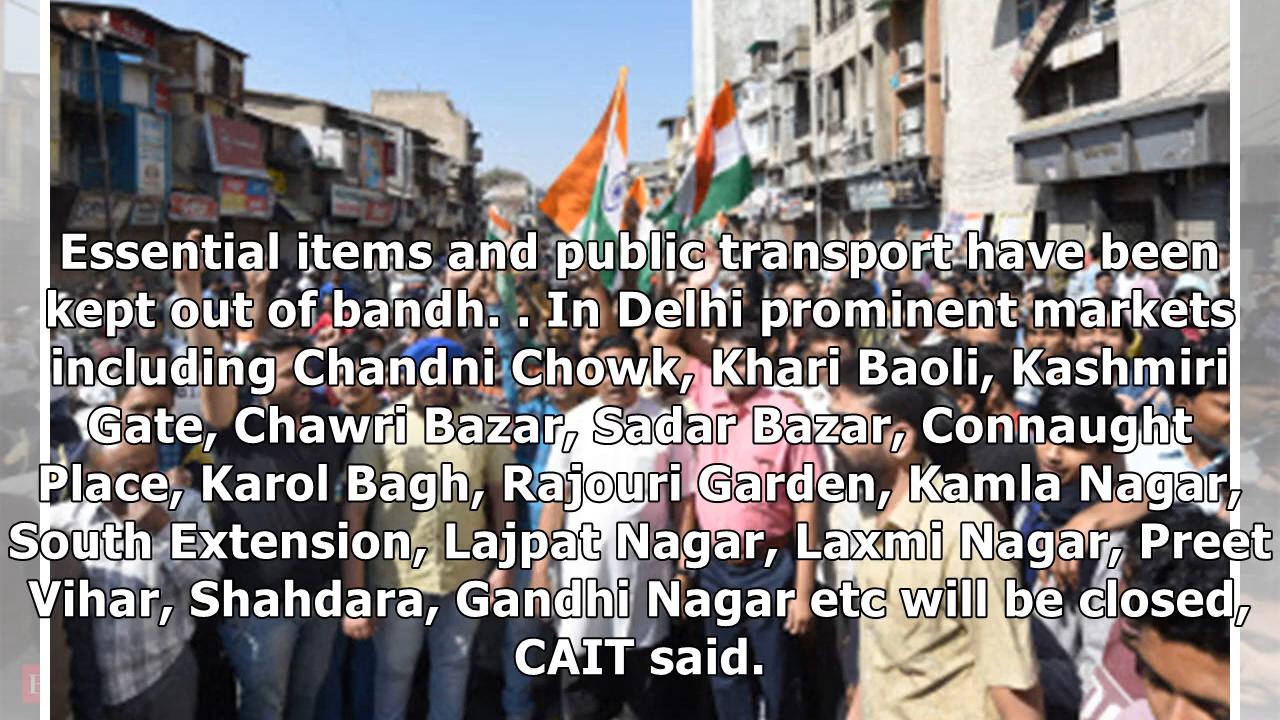 Essential items and public transport have been
kept out of bandh. . In Delhi prominent markets
including Chandni Chowk, Khari Baoli, Kashmiri
Gate, Chawri Bazar, Sadar Bazar, Connaught
Place, Karol Bagh, Rajouri Garden, Kamla Nagar,
South Extension, Lajpat Nagar, Laxmi Nagar, Preet
Vihar, Shahdara, Gandhi Nagar etc will be closed,
CAIT said.